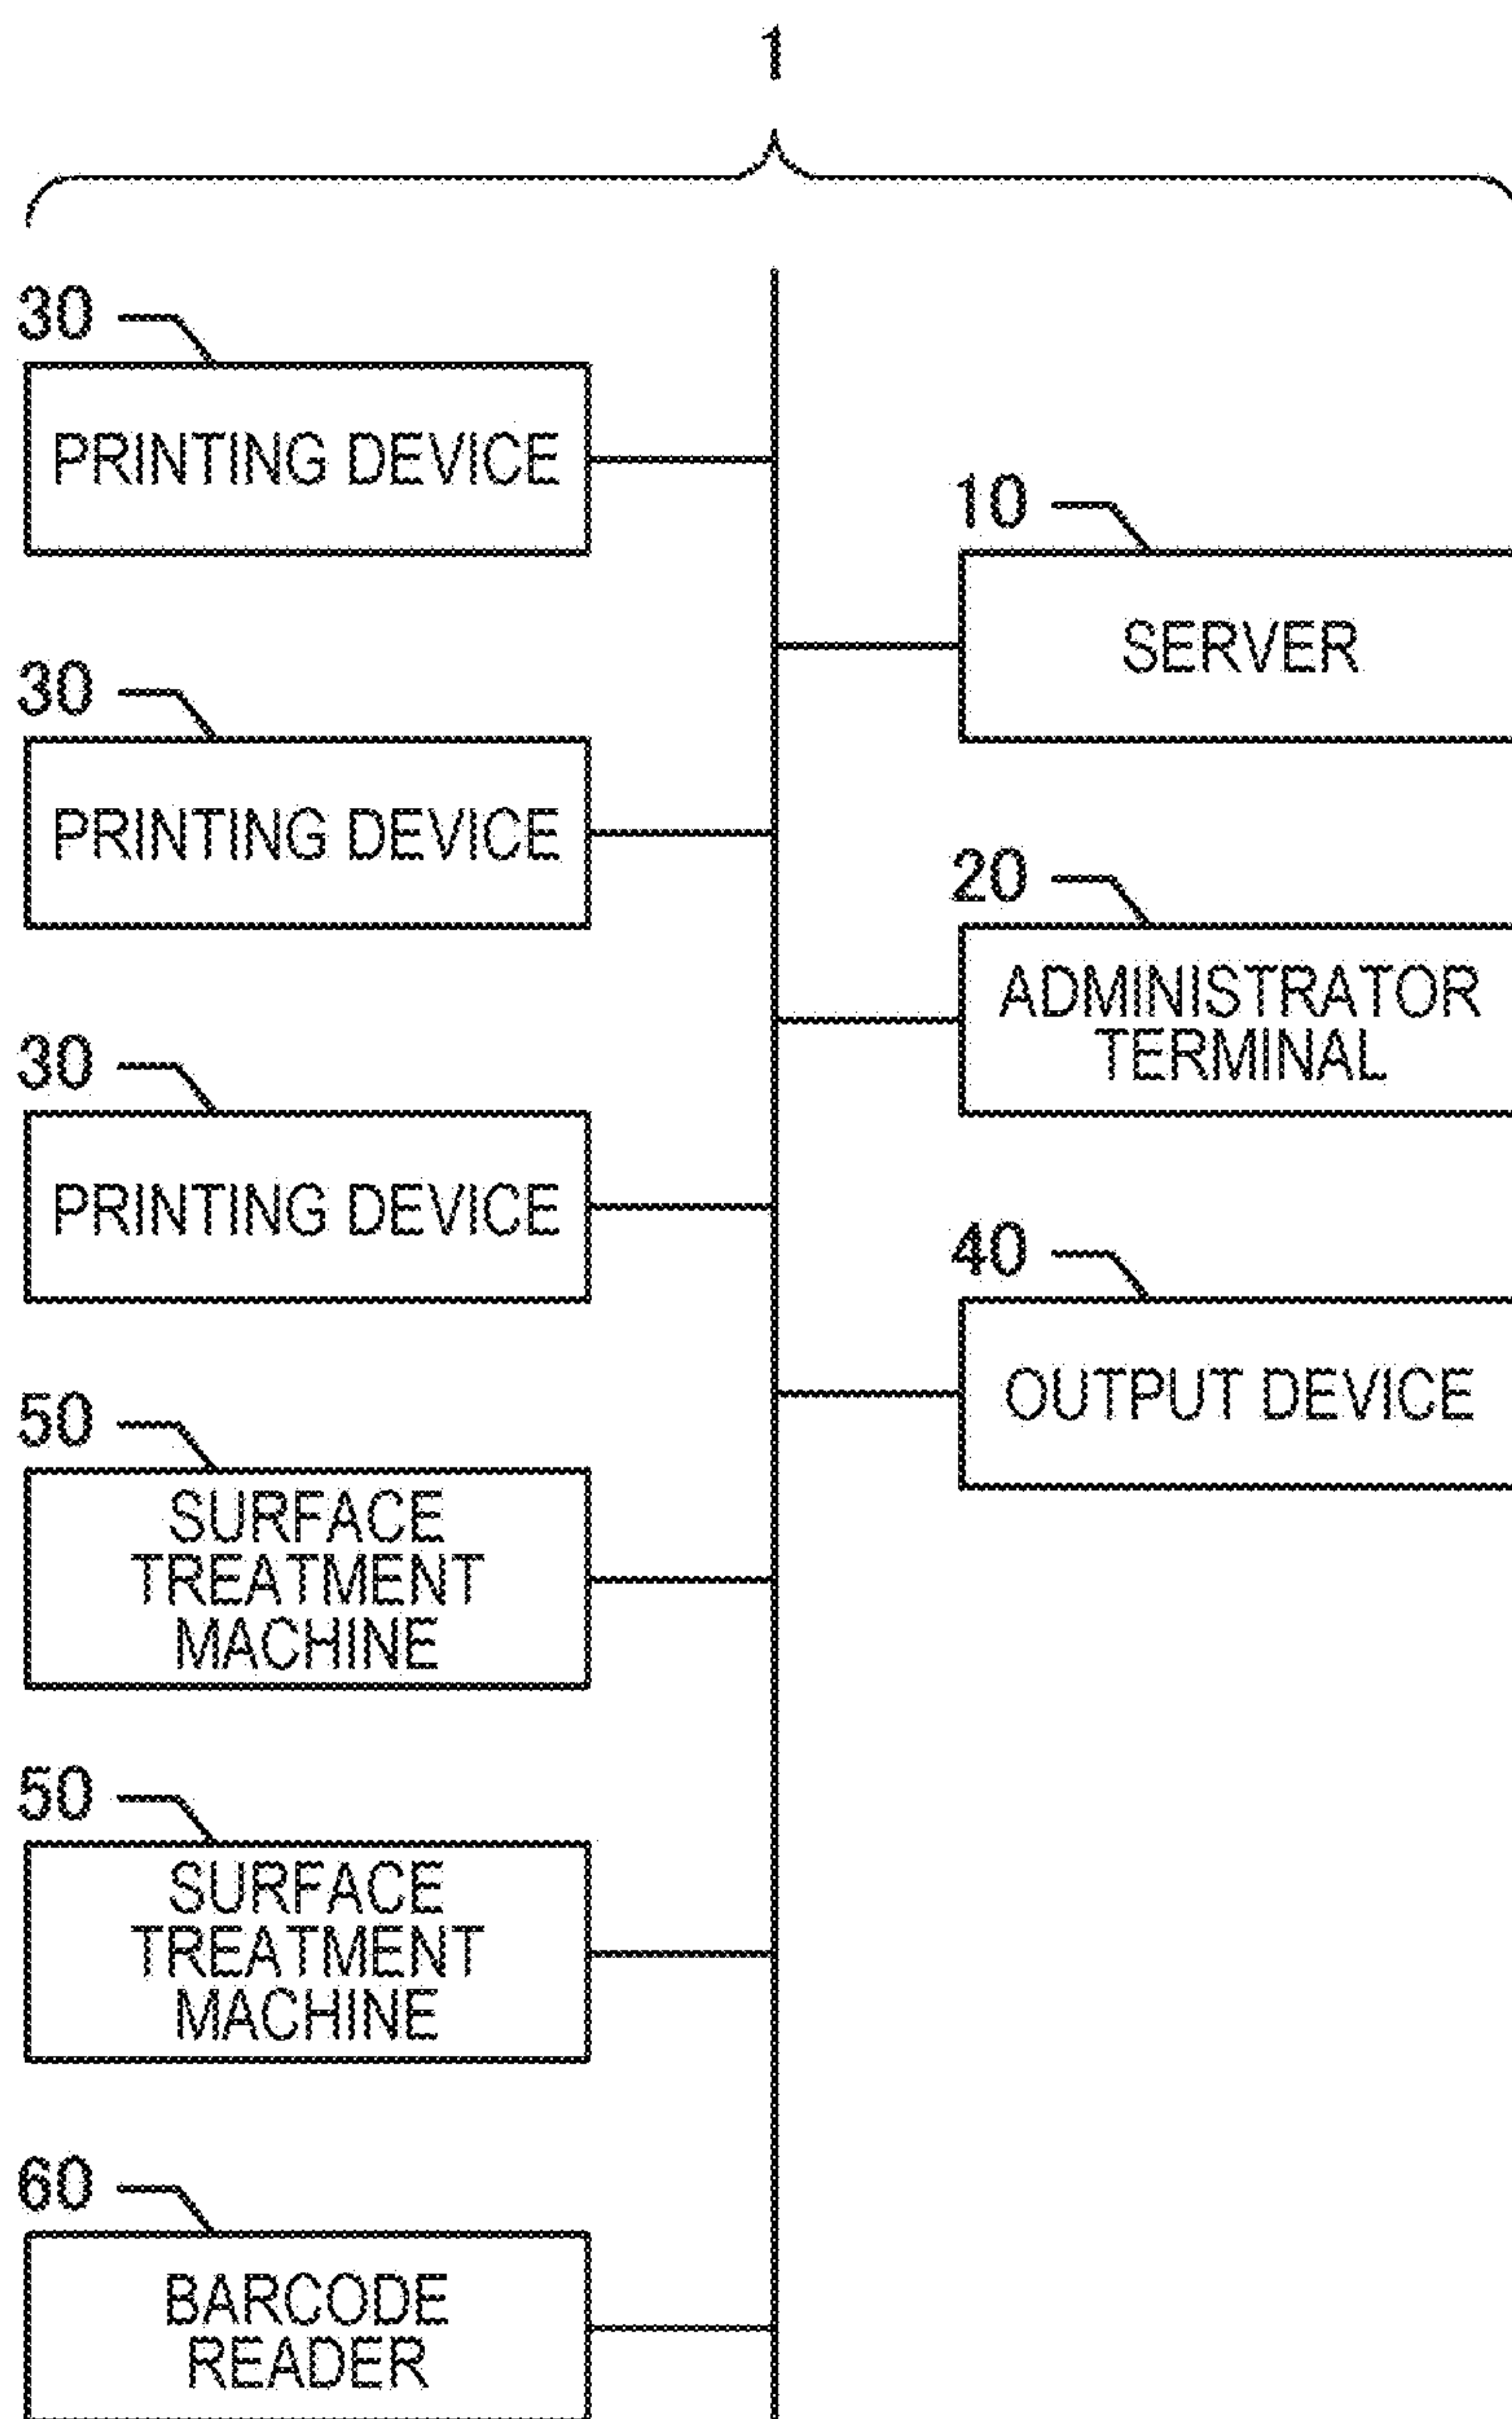 1
30
PRINTING DEVICE
10
SERVER
30
PRINTING DEVICE
20
ADMINISTRATOR
TERMINAL
30
PRINTING DEVICE
40
OUTPUT DEVICE
50
SURFACE
TREATMENT
MACHINE
50
SURFACE
TREATMENT
MACHINE
60
BARCODE
READER